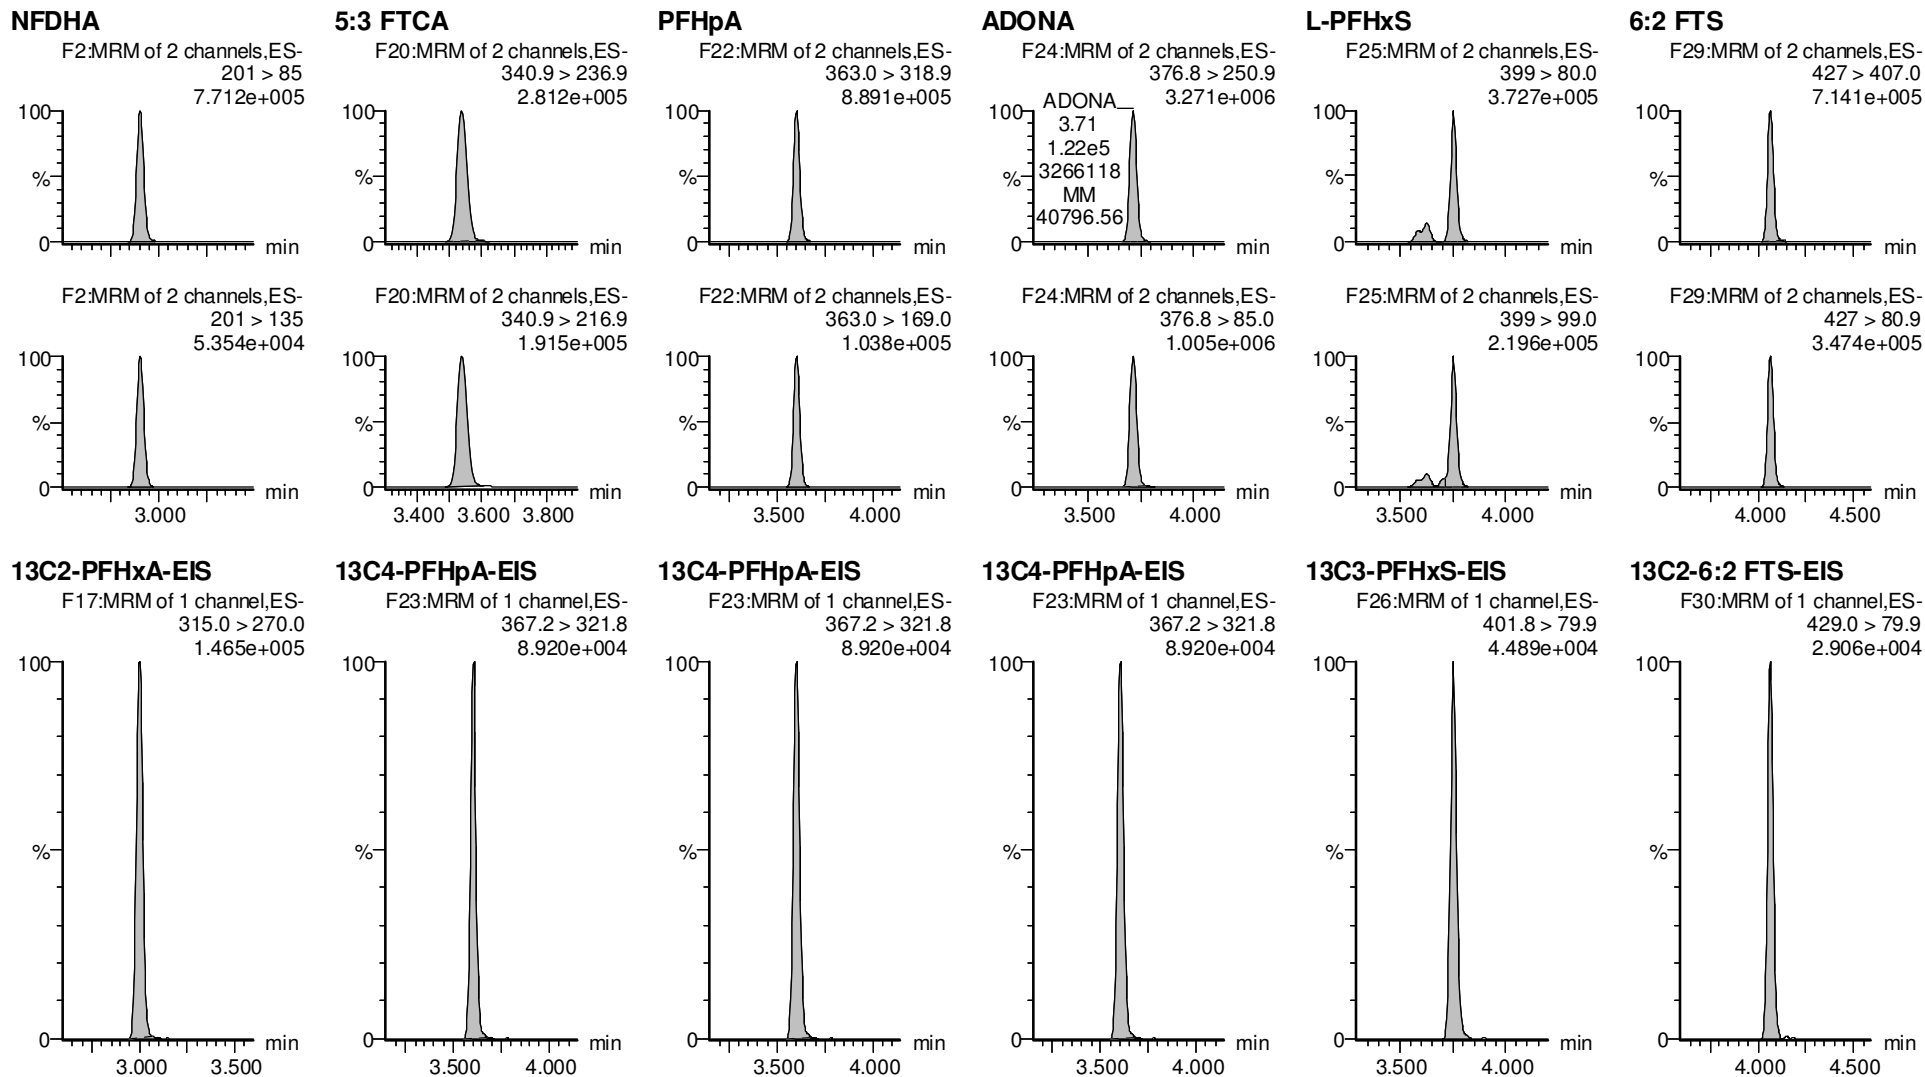 NFDHA
F2:MRM of 2 channels,ES-
201 > 85
7.712e+005
100
%
0
min
5:3 FTCA
F20:MRM of 2 channels,ES-
340.9 > 236.9
2.812e+005
100
%
0
min
PFHpA
F22:MRM of 2 channels,ES-
363.0 > 318.9
8.891e+005
100
%
0
min
ADONA
F24:MRM of 2 channels,ES-
376.8 > 250.9
3.271e+006
100
%
0
min
ADONA
3.71
1.22e5
3266118
MM
40796.56
L-PFHxS
F25:MRM of 2 channels,ES-
399 > 80.0
3.727e+005
100
%
0
min
6:2 FTS
F29:MRM of 2 channels,ES-
427 > 407.0
7.141e+005
100
%
0
min
F2:MRM of 2 channels,ES-
201 > 135
5.354e+004
100
%
0
min
3.000
F20:MRM of 2 channels,ES-
340.9 > 216.9
1.915e+005
100
%
0
min
3.400 3.600 3.800
F22:MRM of 2 channels,ES-
363.0 > 169.0
1.038e+005
100
%
0
min
3.500 4.000
F24:MRM of 2 channels,ES-
376.8 > 85.0
1.005e+006
100
%
0
min
3.500 4.000
F25:MRM of 2 channels,ES-
399 > 99.0
2.196e+005
100
%
0
min
3.500 4.000
F29:MRM of 2 channels,ES-
427 > 80.9
3.474e+005
100
%
0
min
4.000 4.500
13C2-PFHxA-EIS
F17:MRM of 1 channel,ES-
315.0 > 270.0
1.465e+005
100
%
0
min
3.000 3.500
13C4-PFHpA-EIS
F23:MRM of 1 channel,ES-
367.2 > 321.8
8.920e+004
100
%
0
min
3.500 4.000
13C4-PFHpA-EIS
F23:MRM of 1 channel,ES-
367.2 > 321.8
8.920e+004
100
%
0
min
3.500 4.000
13C4-PFHpA-EIS
F23:MRM of 1 channel,ES-
367.2 > 321.8
8.920e+004
100
%
0
min
3.500 4.000
13C3-PFHxS-EIS
F26:MRM of 1 channel,ES-
401.8 > 79.9
4.489e+004
100
%
0
min
3.500 4.000
13C2-6:2 FTS-EIS
F30:MRM of 1 channel,ES-
429.0 > 79.9
2.906e+004
100
%
0
min
4.000 4.500